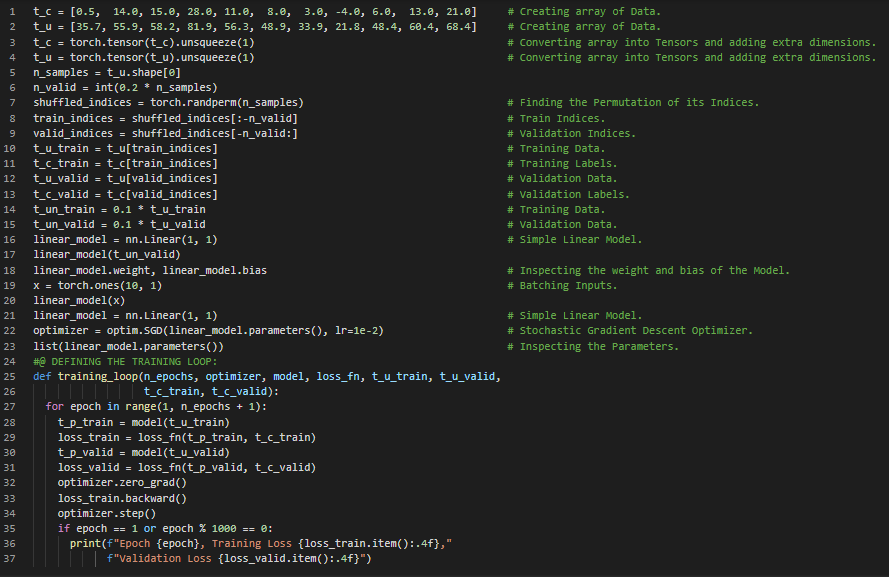 1 t_c = [0.5,  14.0, 15.0, 28.0, 11.0,  8.0,  3.0, -4.0, 6.0,  13.0, 21.0]     # Creating array of Data.
2 t_u = [35.7, 55.9, 58.2, 81.9, 56.3, 48.9, 33.9, 21.8, 48.4, 60.4, 68.4]     # Creating array of Data.
3 t_c = torch.tensor(t_c).unsqueeze(1)                                         # Converting array into Tensors and adding extra dimensions.
4 t_u = torch.tensor(t_u).unsqueeze(1)                                         # Converting array into Tensors and adding extra dimensions.
5 n_samples = t_u.shape[0]
6 n_valid = int(0.2 * n_samples)
7 shuffled_indices = torch.randperm(n_samples)                                 # Finding the Permutation of its Indices.
8 train_indices = shuffled_indices[:-n_valid]                                  # Train Indices.
9 valid_indices = shuffled_indices[-n_valid:]                                  # Validation Indices.
10 t_u_train = t_u[train_indices]                                               # Training Data.
11 t_c_train = t_c[train_indices]                                               # Training Labels.
12 t_u_valid = t_u[valid_indices]                                               # Validation Data.
13 t_c_valid = t_c[valid_indices]                                               # Validation Labels.
14 t_un_train = 0.1 * t_u_train                                                 # Training Data.
15 t_un_valid = 0.1 * t_u_valid                                                 # Validation Data.
16 linear_model = nn.Linear(1, 1)                                               # Simple Linear Model.
17 linear_model(t_un_valid)
18 linear_model.weight, linear_model.bias                                       # Inspecting the weight and bias of the Model.
19 x = torch.ones(10, 1)                                                        # Batching Inputs.
20 linear_model(x)
21 linear_model = nn.Linear(1, 1)                                               # Simple Linear Model.
22 optimizer = optim.SGD(linear_model.parameters(), lr=1e-2)                    # Stochastic Gradient Descent Optimizer.
23 list(linear_model.parameters())                                              # Inspecting the Parameters.
24 #@ DEFINING THE TRAINING LOOP:
25 def training_loop(n_epochs, optimizer, model, loss_fn, t_u_train, t_u_valid,
26                   t_c_train, t_c_valid):
27   for epoch in range(1, n_epochs + 1):
28     t_p_train = model(t_u_train)
29     loss_train = loss_fn(t_p_train, t_c_train)
30     t_p_valid = model(t_u_valid)
31     loss_valid = loss_fn(t_p_valid, t_c_valid)
32     optimizer.zero_grad()
33     loss_train.backward()
34     optimizer.step()
35     if epoch == 1 or epoch % 1000 == 0:
36       print(f"Epoch {epoch}, Training Loss {loss_train.item():.4f},"
37             f"Validation Loss {loss_valid.item():.4f}")